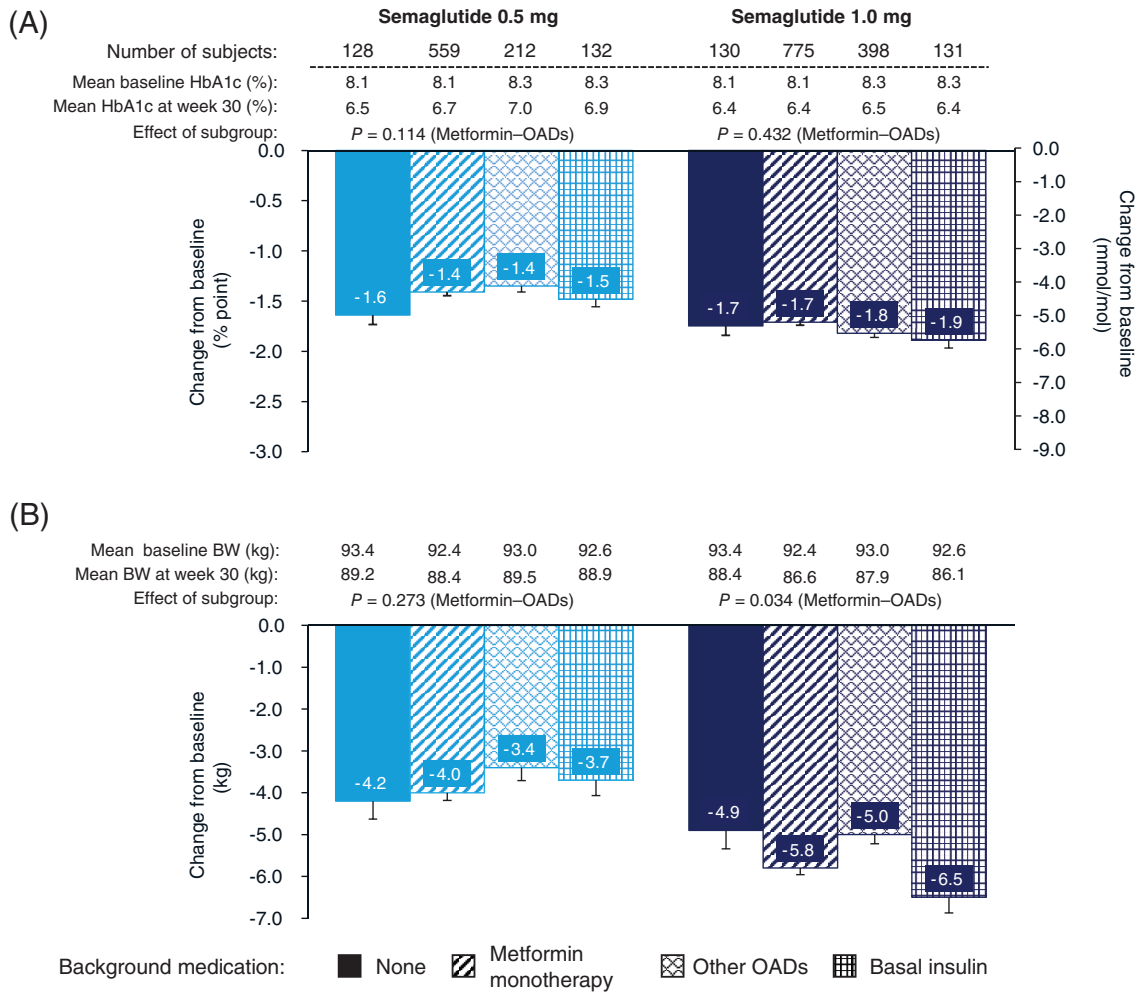 (A)
Semaglutide 0.5 mg Semaglutide 1.0 mg
Number of subjects: 128 559 212 132 130 775 398 131
Mean baseline HbA1c (%): 8.1 8.1 8.3 8.3 8.1 8.1 8.3 8.3
Mean HbA1c at week 30 (%): 6.5 6.7 7.0 6.9 6.4 6.4 6.5 6.4
Effect of subgroup: P = 0.114 (Metformin–OADs) P = 0.432 (Metformin–OADs)
Change from baseline
(% point)
0.0
-0.5
-1.0
-1.5
-2.0
-2.5
-3.0
-1.6 -1.4 -1.4 -1.5 -1.7 -1.7 -1.8 -1.9
0.0
-1.0
-2.0
-3.0
-4.0
-5.0
-6.0
-7.0
-8.0
-9.0
Change from baseline
(mmol/mol)
(B)
Mean baseline BW (kg): 93.4 92.4 93.0 92.6 93.4 92.4 93.0 92.6
Mean BW at week 30 (kg): 89.2 88.4 89.5 88.9 88.4 86.6 87.9 86.1
Effect of subgroup: P = 0.273 (Metformin–OADs) P = 0.034 (Metformin–OADs)
Change from baseline
(kg)
0.0
-1.0
-2.0
-3.0
-4.0
-5.0
-6.0
-7.0
-4.2 -4.0 -3.4 -3.7 -4.9 -5.8 -5.0 -6.5
Background medication: None Metformin
monotherapy Other OADs Basal insulin